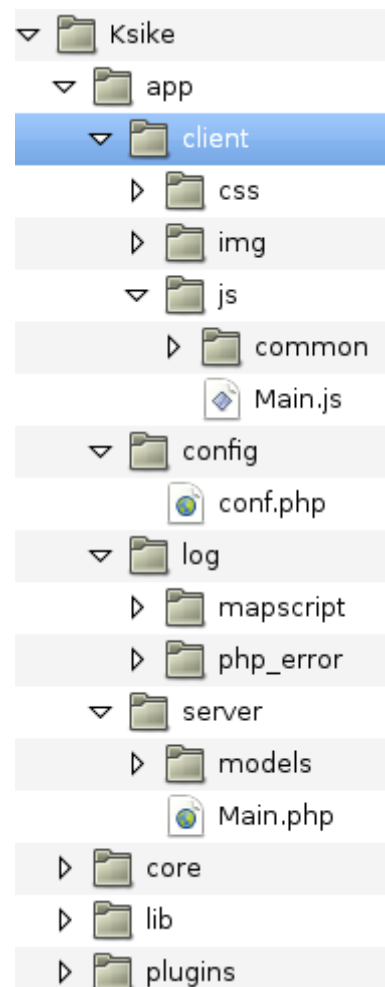 Ksike
app
client
css
img
js
common
Main.js
config
conf.php
log
mapscript
php_error
server
models
Main.php
core
lib
plugins